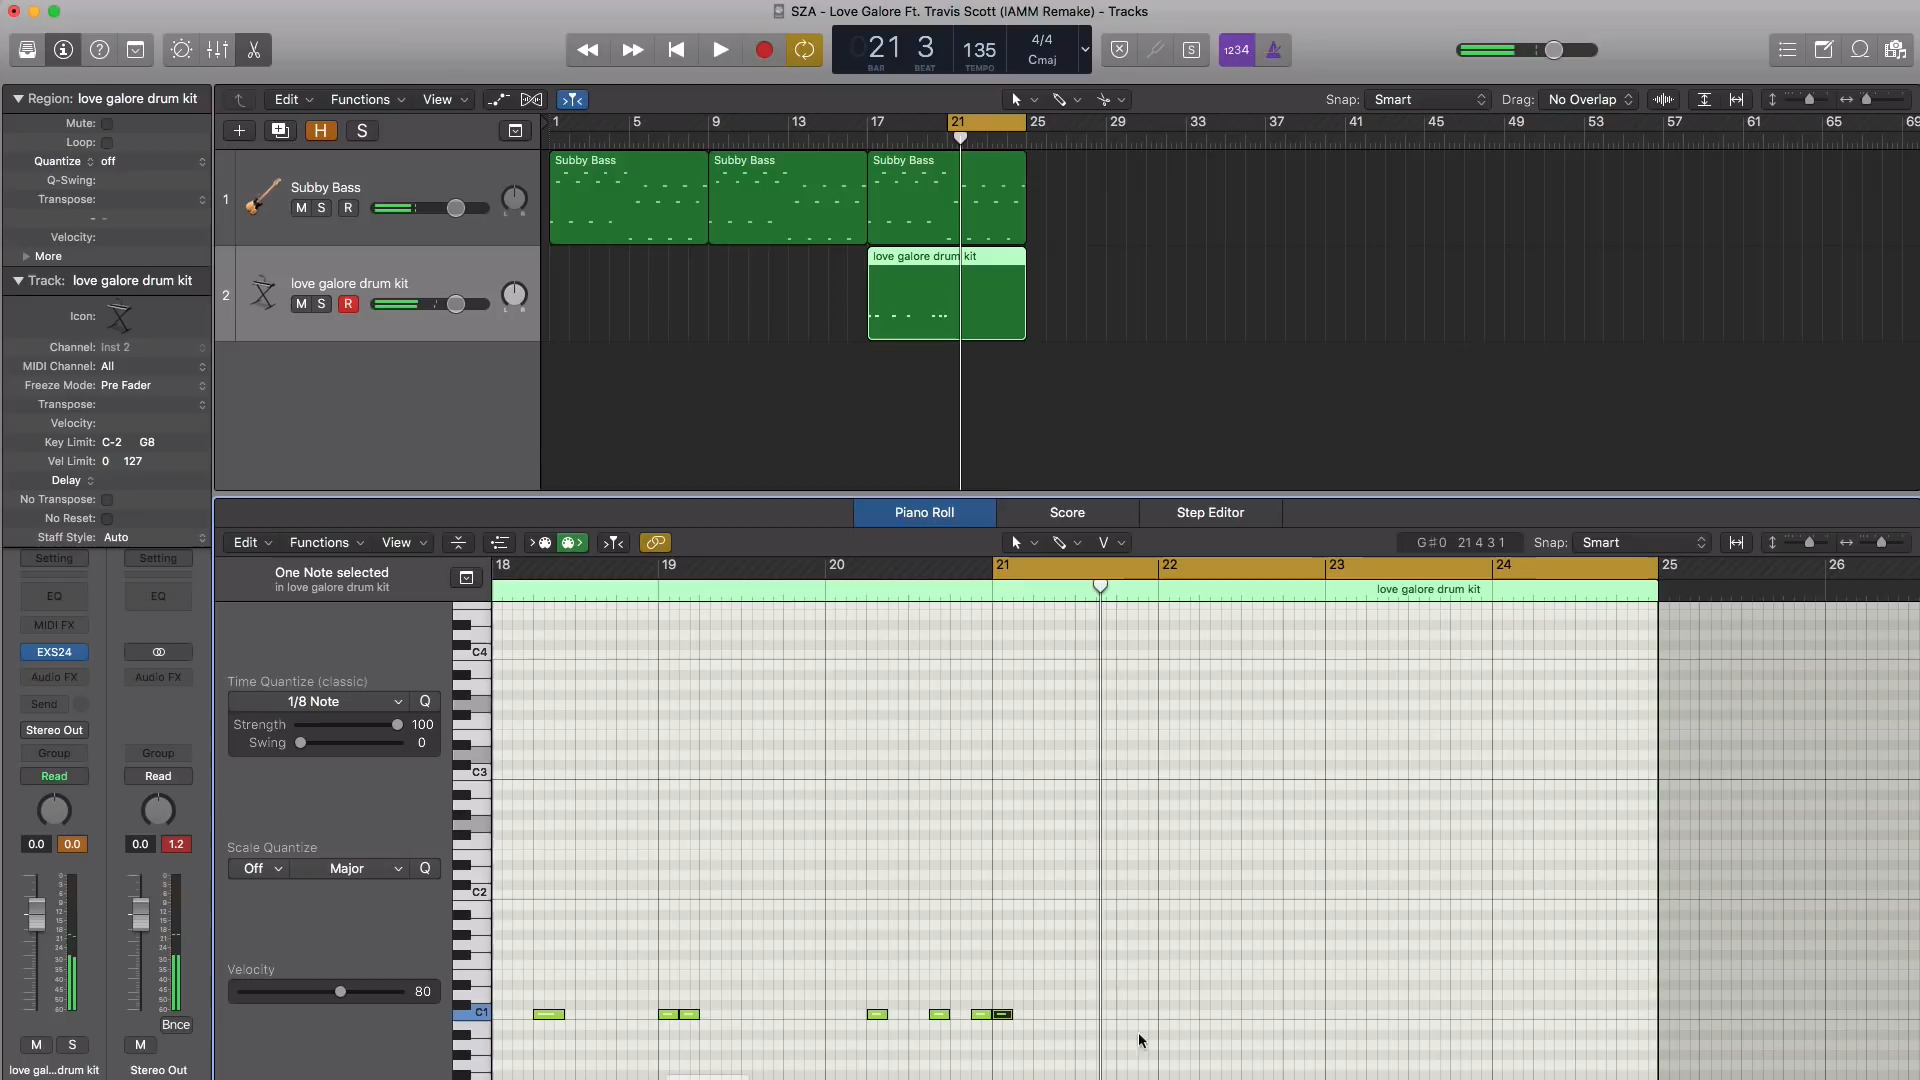 SZA - Love Galore Ft. Travis Scott (IAMM Remake) - Tracks
21 3 135 4/4 Cmaj
BAR BEAT TEMPO
1234
Region: love galore drum kit
Mute:
Loop:
Quantize off
Q-Swing:
Transpose:
Velocity:
More
Track: love galore drum kit
Icon:
Channel: Inst 2
MIDI Channel: All
Freeze Mode: Pre Fader
Transpose:
Velocity:
Key Limit: C-2 G8
Vel Limit: 0 127
Delay
No Transpose:
No Reset:
Staff Style: Auto
Setting Setting
EQ EQ
MIDI FX
EXS24
Audio FX Audio FX
Send
Stereo Out
Group Group
Read Read
0.0 0.0 0.0 1.2
Bnce
M S M
love gal...drum kit Stereo Out
Edit Functions View Snap: Smart Drag: No Overlap
H S
1 5 9 13 17 21 25 29 33 37 41 45 49 53 57 61 65 69
1 Subby Bass
M S R
Subby Bass Subby Bass Subby Bass
2 love galore drum kit
M S R
love galore drum kit
Piano Roll Score Step Editor
Edit Functions View G#0 21 4 3 1 Snap: Smart
One Note selected
in love galore drum kit
18 19 20 21 22 23 24 25 26
love galore drum kit
Time Quantize (classic)
1/8 Note Q
Strength 100
Swing 0
Scale Quantize
Off Major Q
Velocity
80
C4
C3
C2
C1